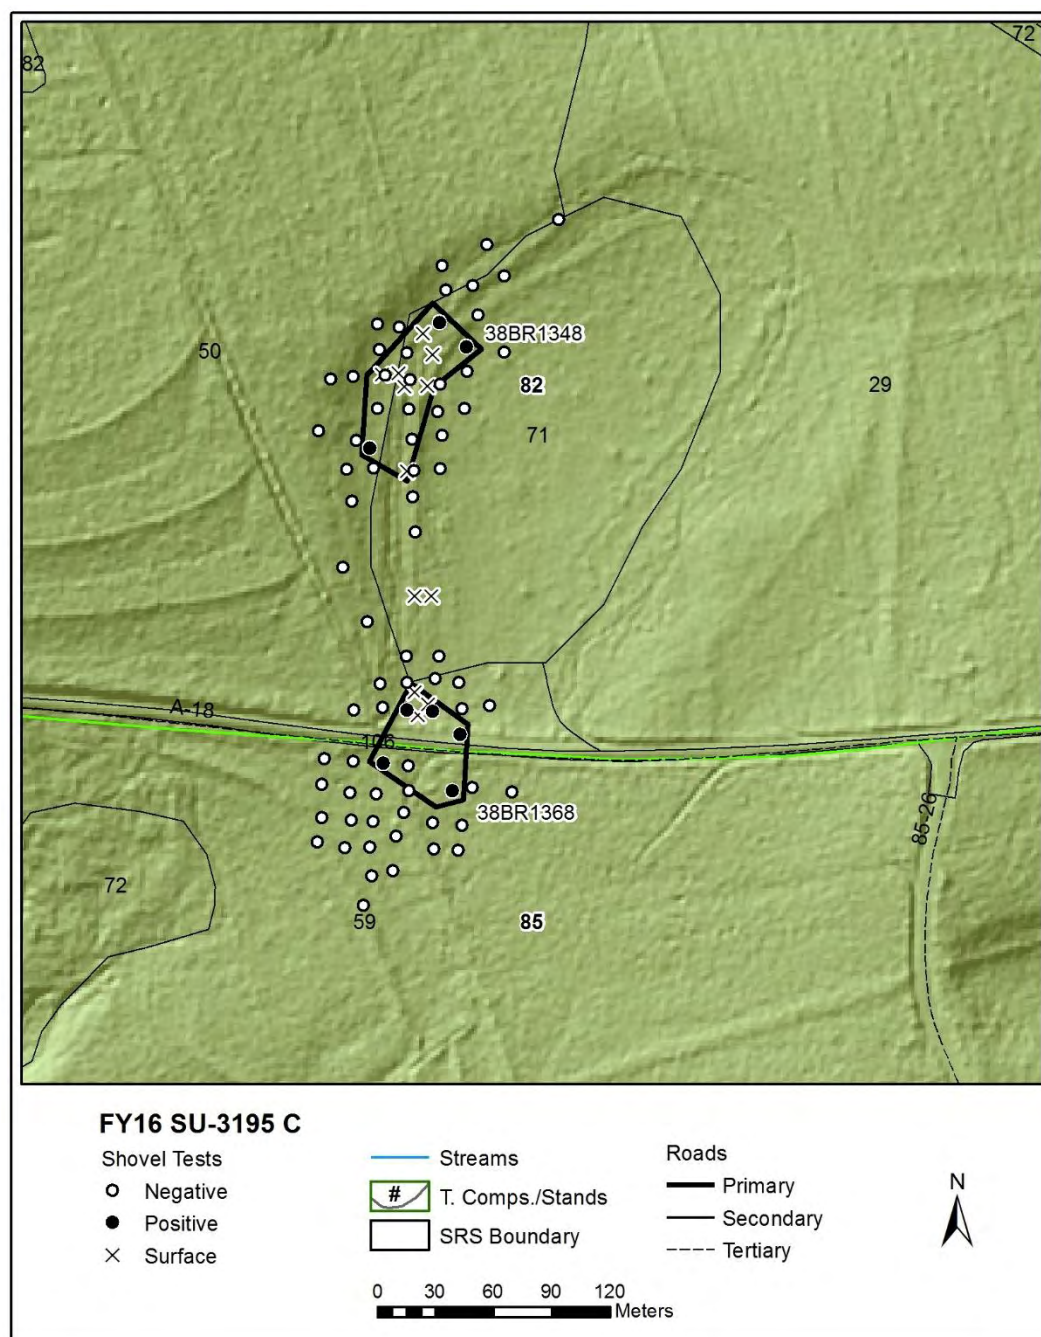 72
82
38BR1348
50
82
29
71
A-18
106
38BR1368
85-26
72
59
85
FY16 SU-3195 C
Shovel Tests
Negative
Positive
Surface
Streams
# T. Comps./Stands
SRS Boundary
Roads
Primary
Secondary
Tertiary
N
0 30 60 90 120
Meters